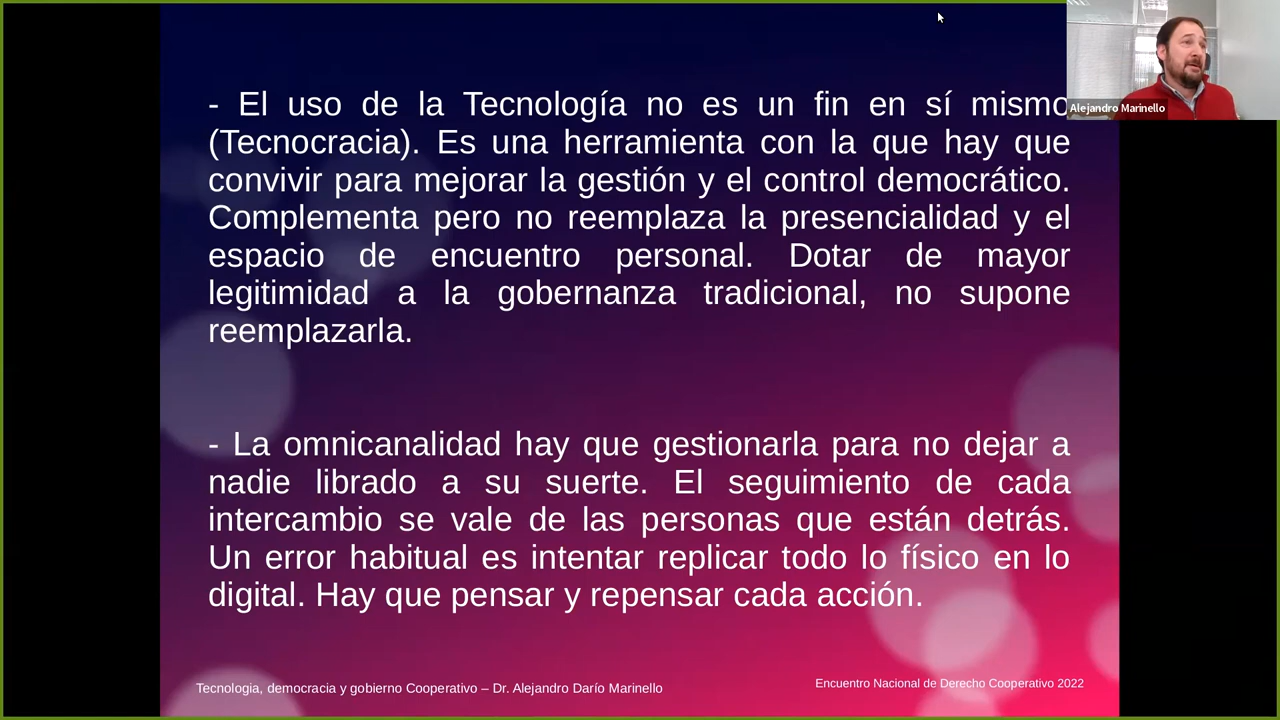 - El uso de la Tecnología no es un fin en sí mismo
(Tecnocracia). Es una herramienta con la que hay que
convivir para mejorar la gestión y el control democrático.
Complementa pero no reemplaza la presencialidad y el
espacio de encuentro personal. Dotar de mayor
legitimidad a la gobernanza tradicional, no supone
reemplazarla.
- La omnicanalidad hay que gestionarla para no dejar a
nadie librado a su suerte. El seguimiento de cada
intercambio se vale de las personas que están detrás.
Un error habitual es intentar replicar todo lo físico en lo
digital. Hay que pensar y repensar cada acción.
Tecnologia, democracia y gobierno Cooperativo – Dr. Alejandro Darío Marinello
Encuentro Nacional de Derecho Cooperativo 2022
Alejandro Marinello